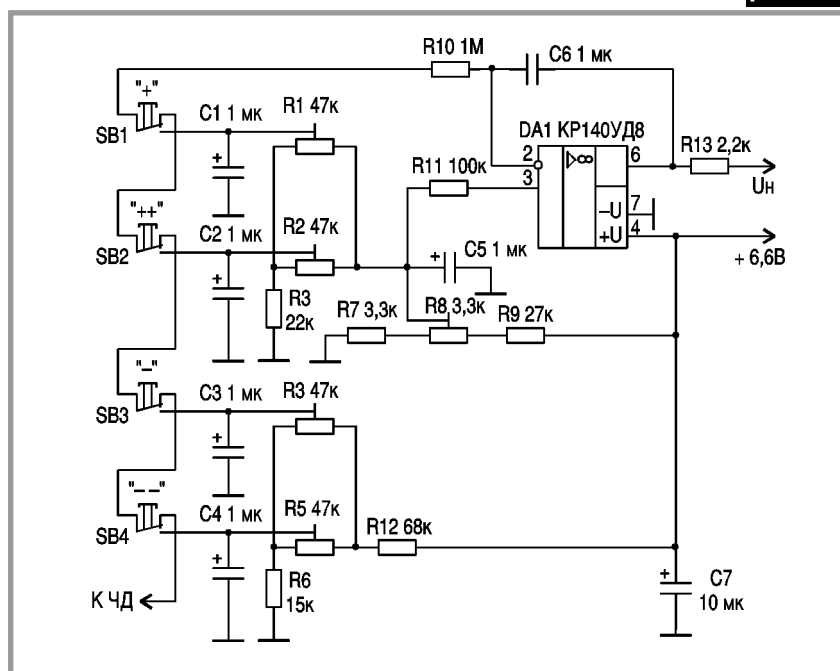 R10 1М
C6 1 мк
"+"
SB1
C1 1 мк
R1 47к
+
DA1 КР140УД8
2
3
▷∞
6
R13 2,2к
Uн
R11 100к
–U
7
+U
4
+ 6,6В
"++"
SB2
C2 1 мк
R2 47к
+
+
C5 1 мк
R3
22к
R7 3,3к
R8 3,3к
R9 27к
"–"
SB3
C3 1 мк
R3 47к
+
"– –"
SB4
C4 1 мк
R5 47к
R12 68к
+
R6
15к
+
C7
10 мк
К ЧД